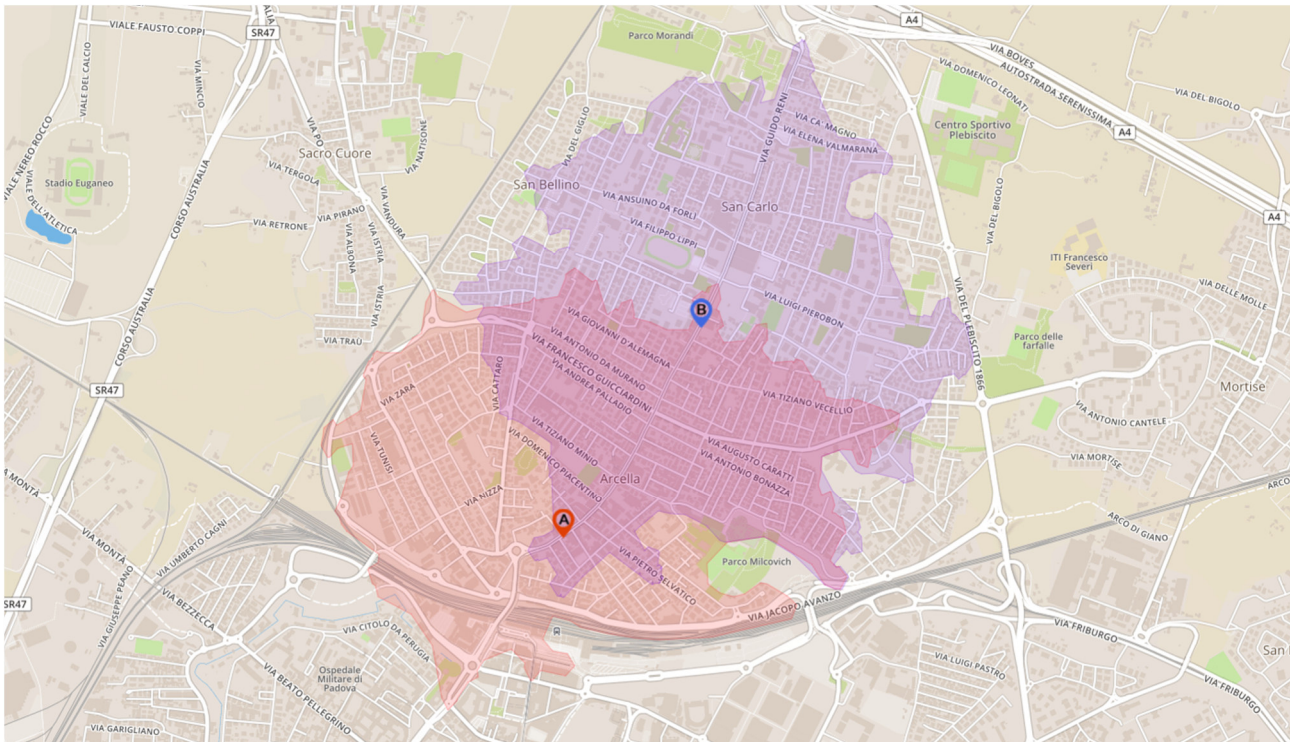 VIALE FAUSTO COPPI
SR47
ALIA
A4
VIA BOVES
AUTOSTRADA SERENISSIMA
VIA DOMENICO LEONATI
VIA DEL BIGOLO
A4
VIALE DEL CALCIO
VIA MINCIO
Parco Morandi
VIA GUIDO RENI
VIA CA' MAGNO
VIA ELENA VALMARANA
Centro Sportivo
Plebiscito
VIALE NEREO ROCCO
VIA PO
VIA NATISONE
VIA DEL GIGLIO
Sacro Cuore
VIA TERGOLA
Stadio Euganeo
VIALE DELL'ATLETICA
CORSO AUSTRALIA
San Bellino
VIA ANSUINO DA FORLÌ
San Carlo
VIA FILIPPO LIPPI
VIA DEL BIGOLO
A4
VIA RETRONE
VIA PIRANO
VIA VANDURA
VIA ALBONA
VIA ISTRIA
VIA ISTRIA
ITI Francesco
Severi
VIA DELLE MOLLE
VIA DEL PLEBISCITO 1866
VIA LUIGI PIEROBON
B
VIA TRAU
CORSO AUSTRALIA
VIA GIOVANNI D'ALEMAGNA
VIA ANTONIO DA MURANO
VIA FRANCESCO GUICCIARDINI
VIA ANDREA PALLADIO
Parco delle
farfalle
SR47
VIA ZARA
VIA CATTARO
VIA TIZIANO VECELLIO
Mortise
VIA ANTONIO CANTELE
VIA TUNISI
VIA TIZIANO MINIO
VIA DOMENICO PIACENTINO
VIA AUGUSTO CARATTI
VIA ANTONIO BONAZZA
VIA MORTISE
VIA MONTÀ
VIA NIZZA
Arcella
ARCO
ARCO DI GIANO
A
VIA UMBERTO CAGNI
VIA MONTÀ
VIA GIUSEPPE PEANO
VIA PIETRO SELVATICO
Parco Milcovich
SR47
VIA BEZZECCA
VIA JACOPO AVANZO
VIA CITOLO DA PERUGIA
VIA FRIBURGO
VIA LUIGI PASTRO
San
Ospedale
Militare di
Padova
VIA BEATO PELLEGRINO
VIA FRIBURGO
VIA GARIGLIANO